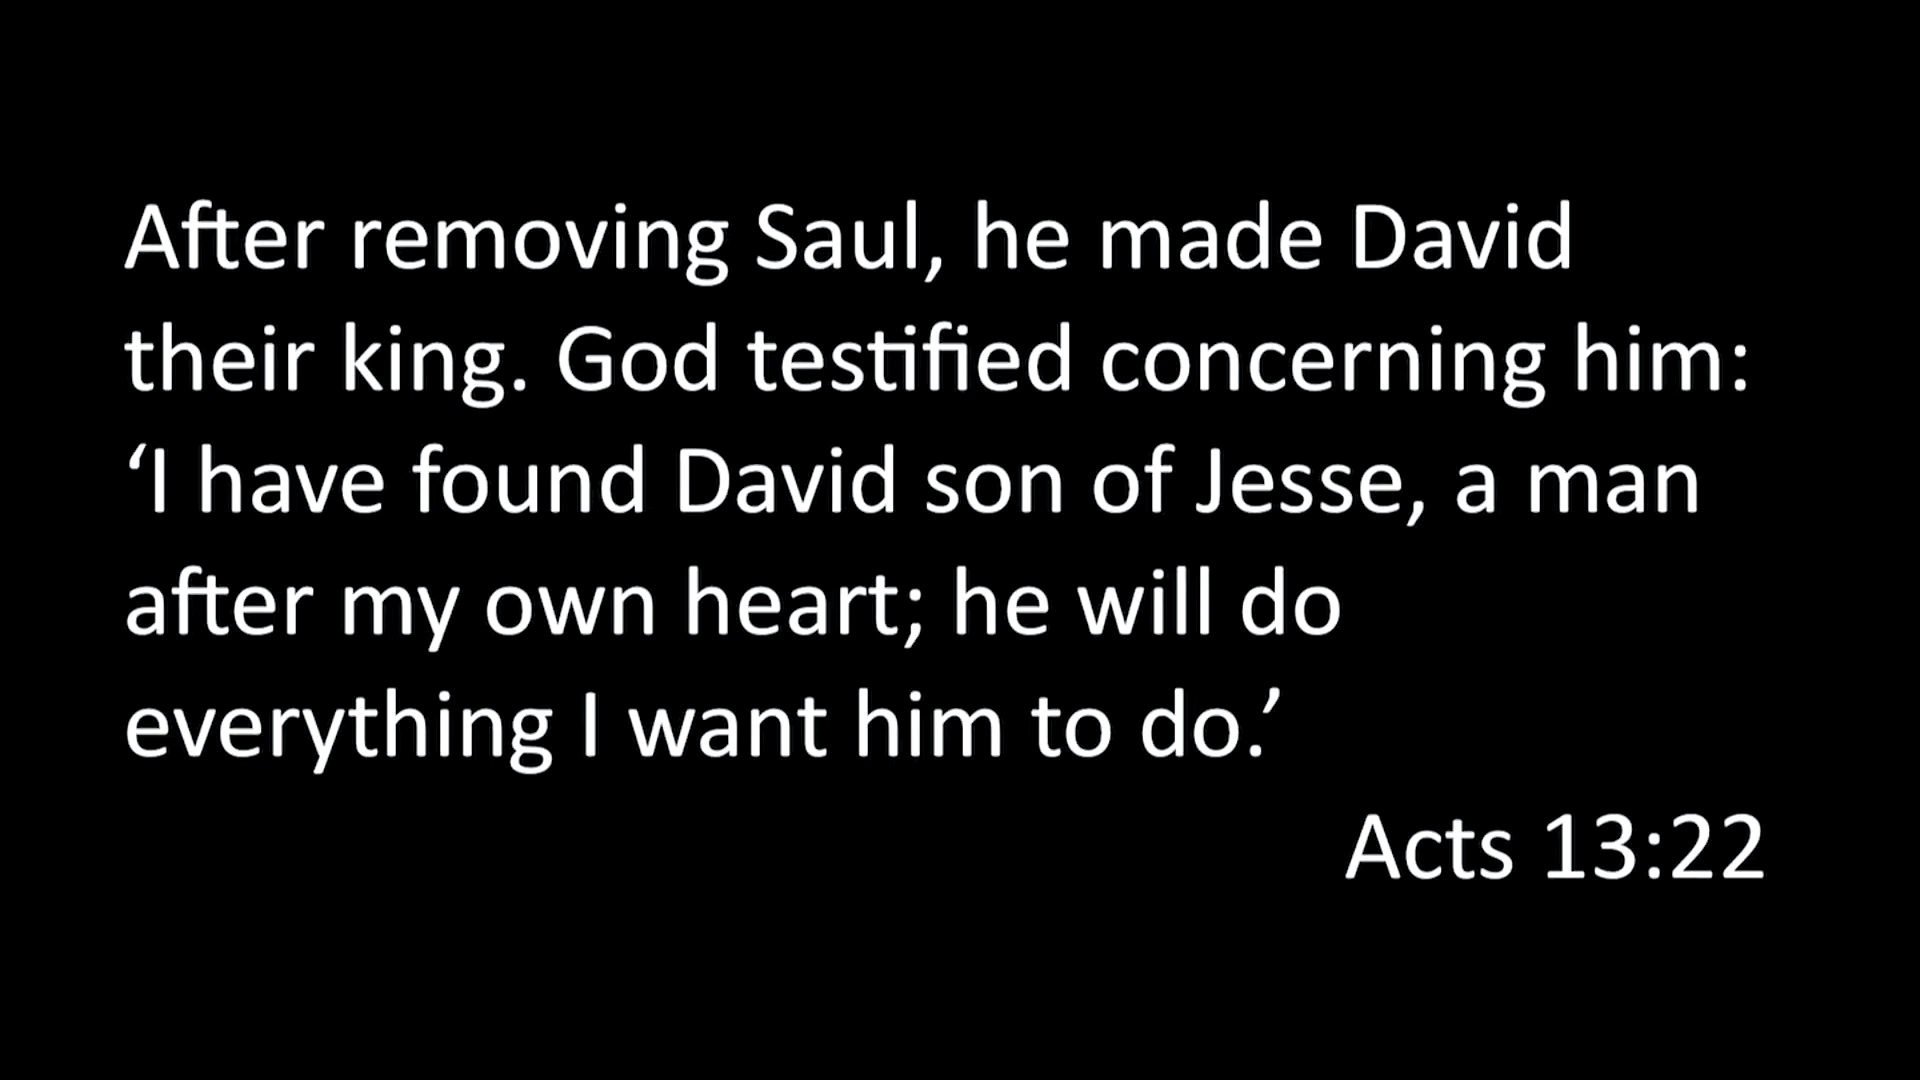 After removing Saul, he made David
their king. God testified concerning him:
‘I have found David son of Jesse, a man
after my own heart; he will do
everything I want him to do.’
Acts 13:22